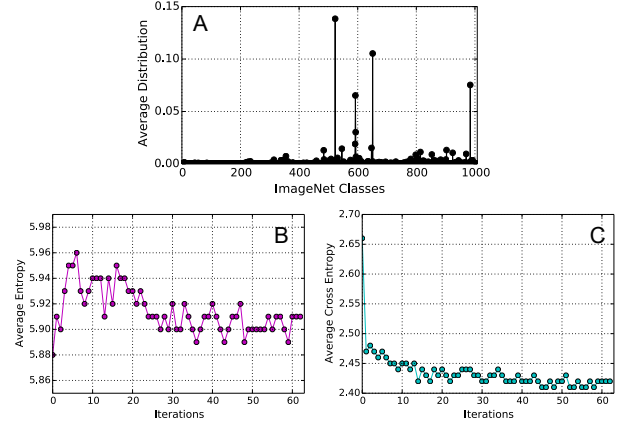 A
0.15
0.10
0.05
0.00
Average Distribution
0 200 400 600 800 1000
ImageNet Classes
B
5.98
5.96
5.94
5.92
5.90
5.88
5.86
Average Entropy
0 10 20 30 40 50 60
Iterations
C
2.70
2.65
2.60
2.55
2.50
2.45
2.40
Average Cross Entropy
0 10 20 30 40 50 60
Iterations